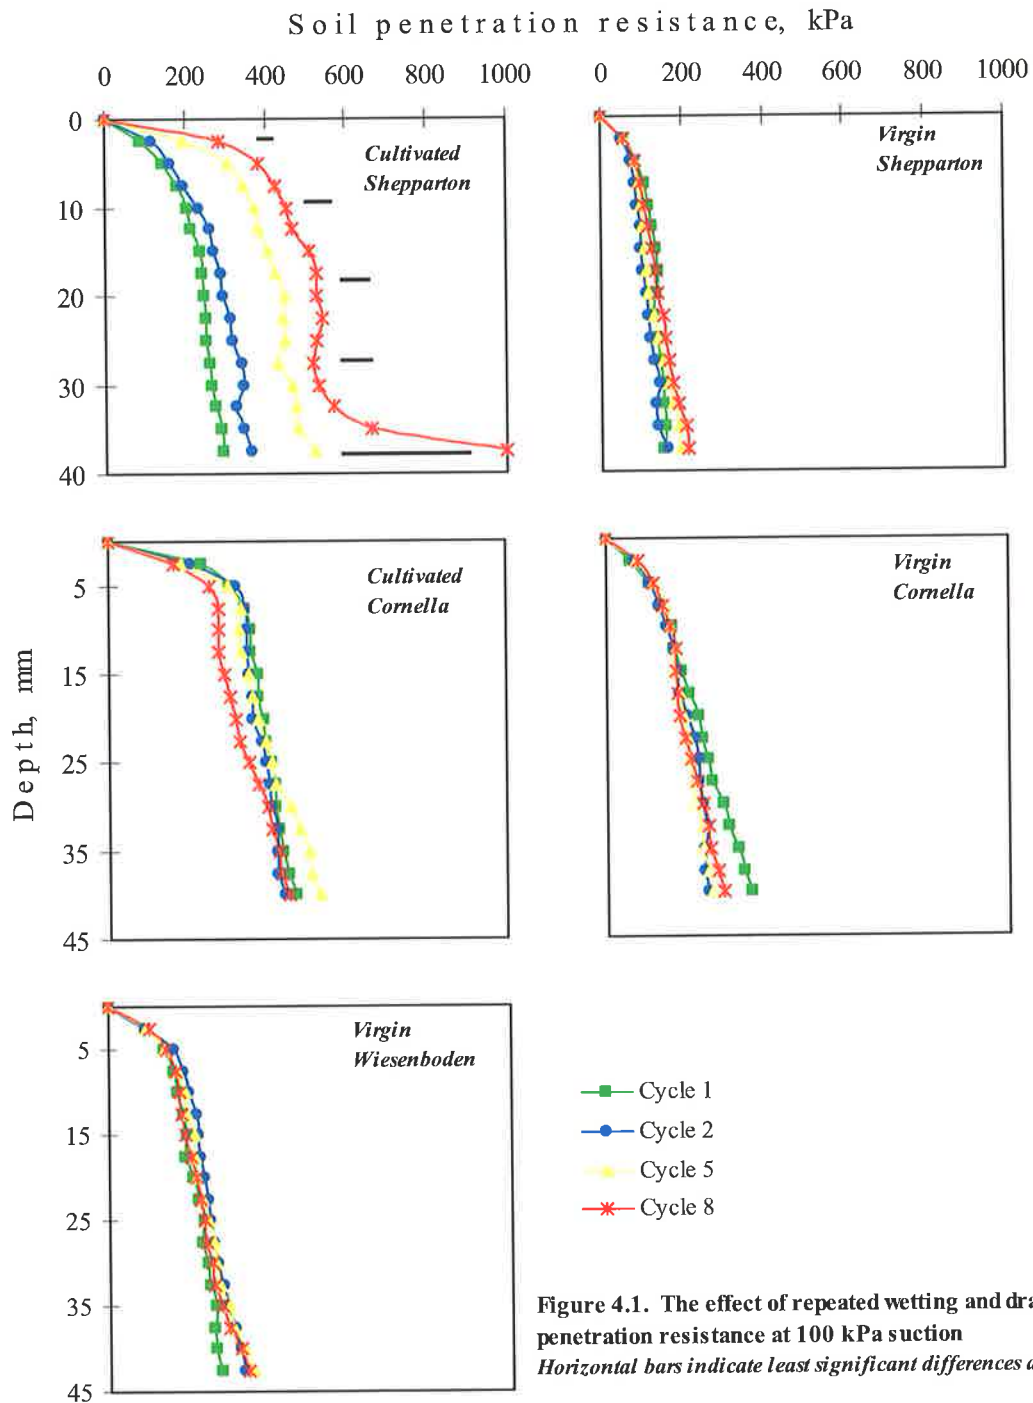 Soil penetration resistance, kPa
0 200 400 600 800 1000
0 200 400 600 800 1000
0
10
20
30
40
Cultivated
Shepparton
Virgin
Shepparton
Depth, mm
5
15
25
35
45
Cultivated
Cornella
Virgin
Cornella
5
15
25
35
45
Virgin
Wiesenboden
Cycle 1
Cycle 2
Cycle 5
Cycle 8
Figure 4.1. The effect of repeated wetting and
penetration resistance at 100 kPa suction
Horizontal bars indicate least significant differences